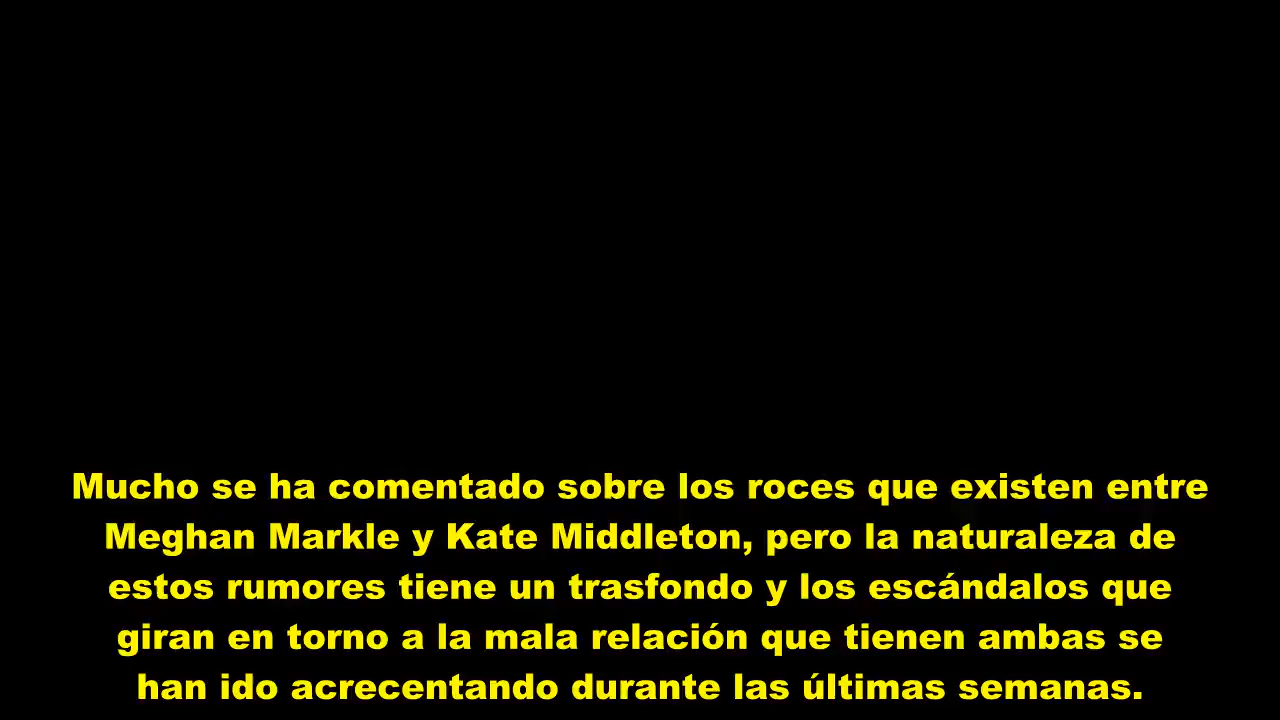 Mucho se ha comentado sobre los roces que existen entre
Meghan Markle y Kate Middleton, pero la naturaleza de
estos rumores tiene un trasfondo y los escándalos que
giran en torno a la mala relación que tienen ambas se
han ido acrecentando durante las últimas semanas.